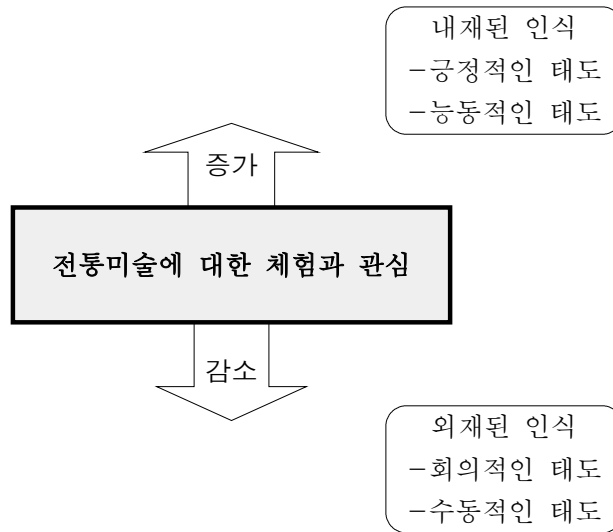 내재된 인식
-긍정적인 태도
-능동적인 태도
증가
전통미술에 대한 체험과 관심
감소
외재된 인식
-회의적인 태도
-수동적인 태도